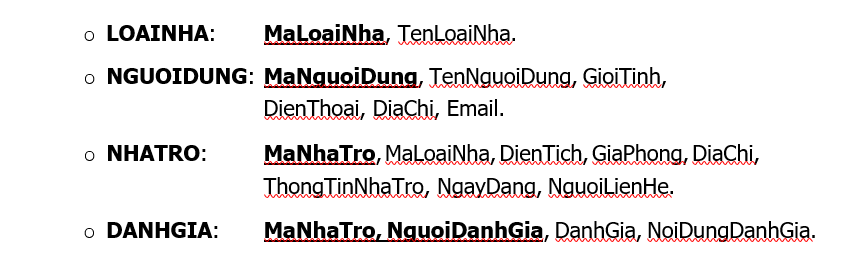 ○ LOAINHA: MaLoaiNha, TenLoaiNha.
○ NGUOIDUNG: MaNguoiDung, TenNguoiDung, GioiTinh,
DienThoai, DiaChi, Email.
○ NHATRO: MaNhaTro, MaLoaiNha, DienTich, GiaPhong, DiaChi,
ThongTinNhaTro, NgayDang, NguoiLienHe.
○ DANHGIA: MaNhaTro, NguoiDanhGia, DanhGia, NoiDungDanhGia.